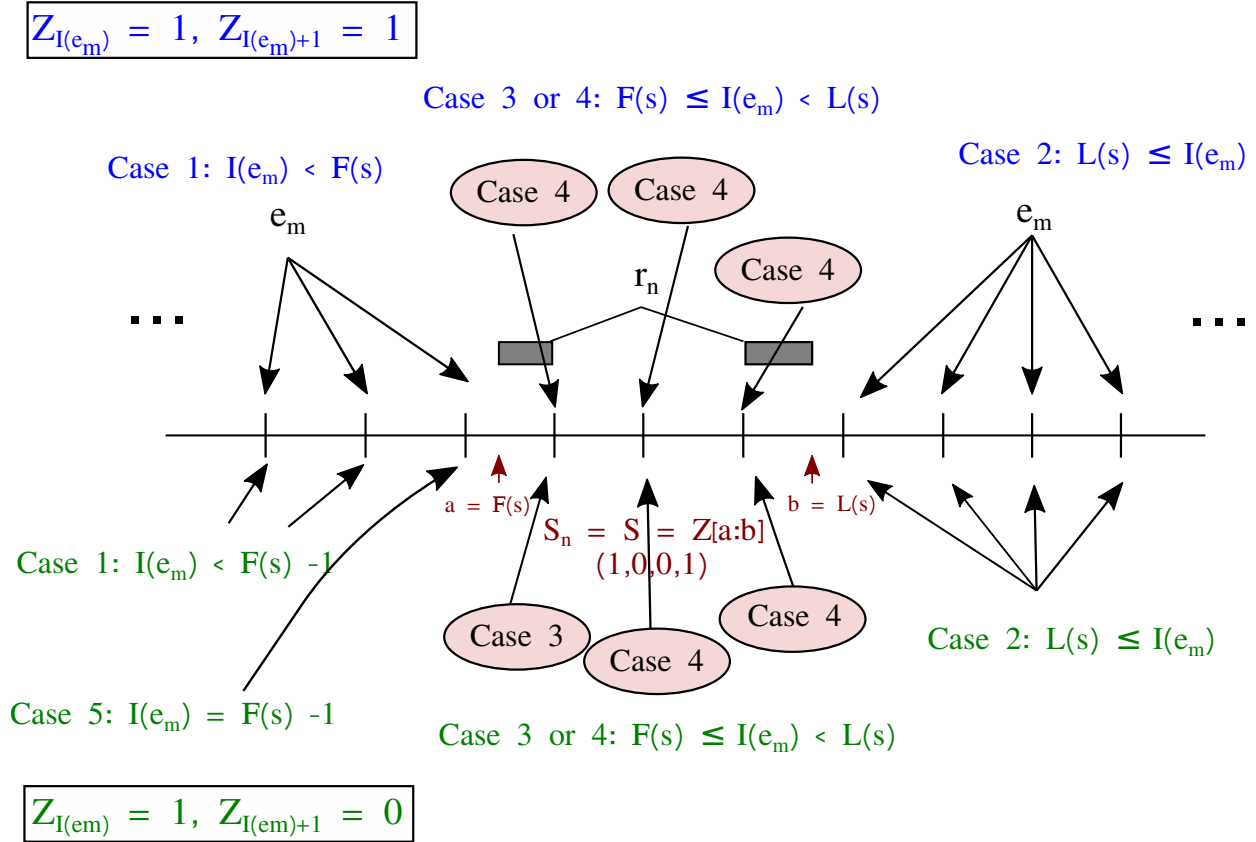 Z_{I(e_m)} = 1, Z_{I(e_m)+1} = 1
Case 3 or 4: F(s) ≤ I(e_m) < L(s)
Case 1: I(e_m) < F(s)
Case 2: L(s) ≤ I(e_m)
Case 4
Case 4
e_m
e_m
Case 4
r_n
...
...
a = F(s)
b = L(s)
S_n = S = Z[a:b]
(1,0,0,1)
Case 1: I(e_m) < F(s) -1
Case 3
Case 4
Case 4
Case 2: L(s) ≤ I(e_m)
Case 5: I(e_m) = F(s) -1
Case 3 or 4: F(s) ≤ I(e_m) < L(s)
Z_{I(em)} = 1, Z_{I(em)+1} = 0